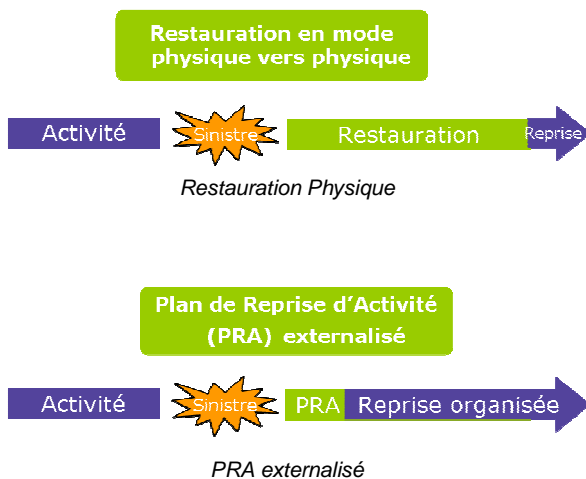 Restauration en mode
physique vers physique
Activité Sinistre Restauration Reprise
Restauration Physique
Plan de Reprise d’Activité
(PRA) externalisé
Activité Sinistre PRA Reprise organisée
PRA externalisé